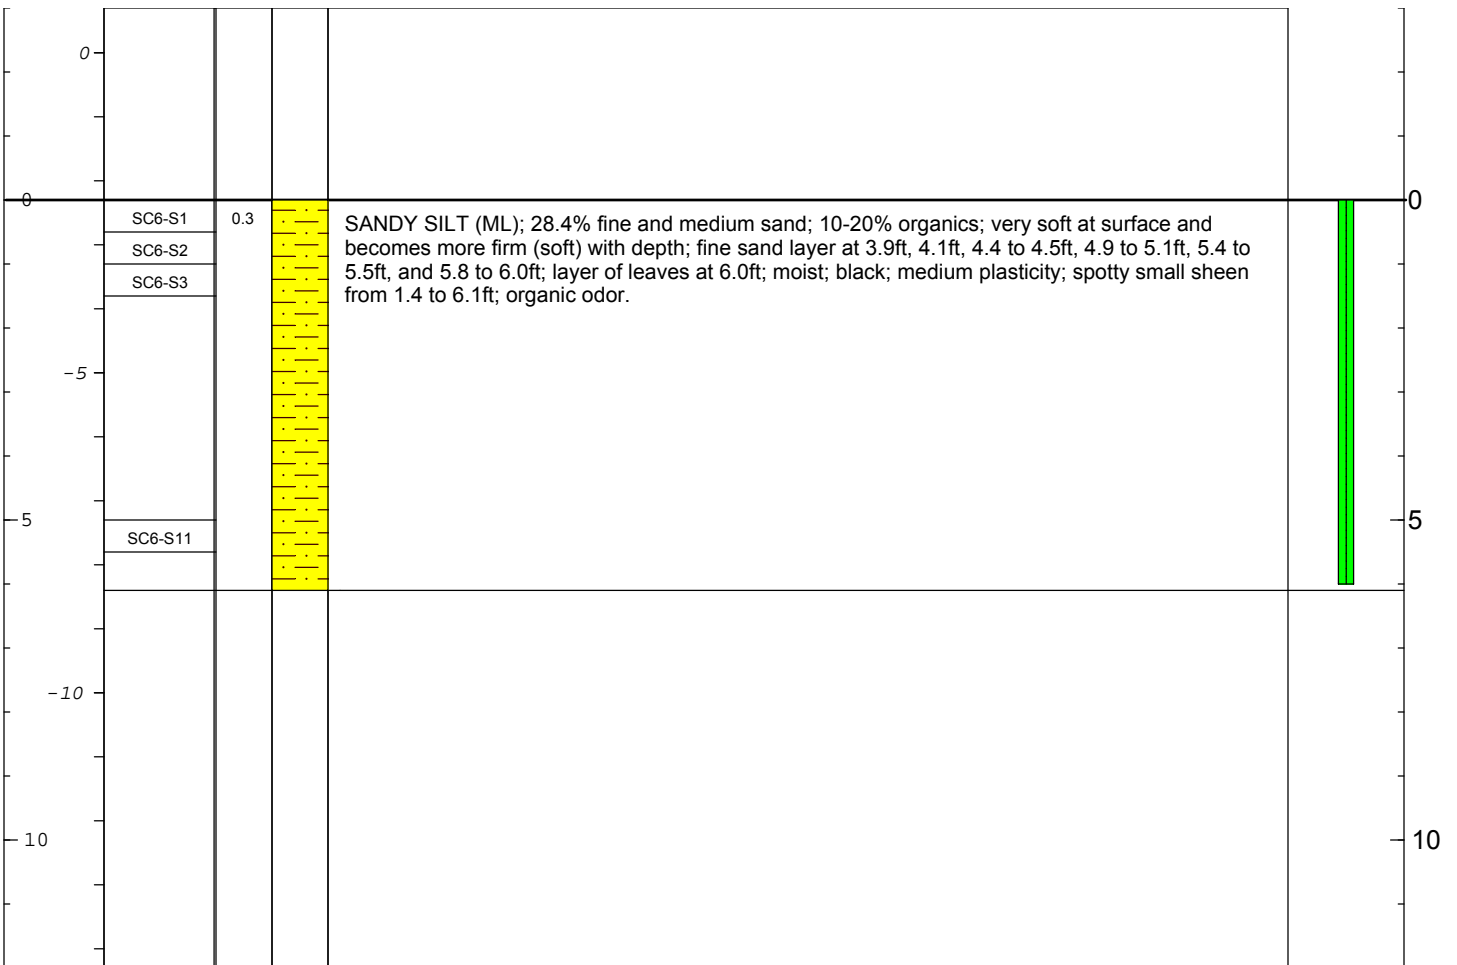 0
0
0
SC6-S1
0.3
SANDY SILT (ML); 28.4% fine and medium sand; 10-20% organics; very soft at surface and
becomes more firm (soft) with depth; fine sand layer at 3.9ft, 4.1ft, 4.4 to 4.5ft, 4.9 to 5.1ft, 5.4 to
5.5ft, and 5.8 to 6.0ft; layer of leaves at 6.0ft; moist; black; medium plasticity; spotty small sheen
from 1.4 to 6.1ft; organic odor.
SC6-S2
SC6-S3
-5
5
5
SC6-S11
-10
10
10